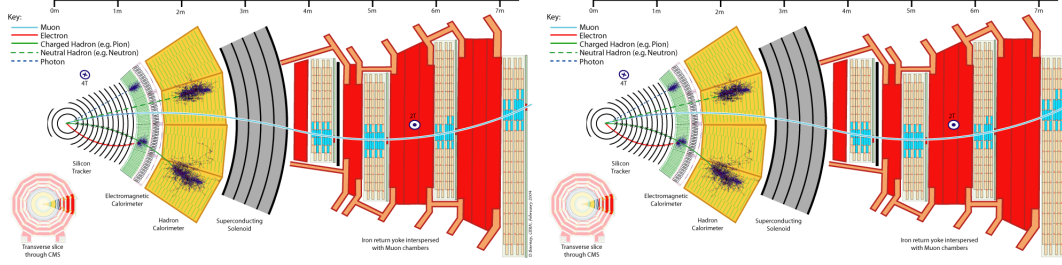 0m 1m 2m 3m 4m 5m 6m 7m
Key:
Muon
Electron
Charged Hadron (e.g. Pion)
Neutral Hadron (e.g. Neutron)
Photon
4T
2T
Silicon
Tracker
Electromagnetic
Calorimeter
Hadron
Calorimeter
Superconducting
Solenoid
Iron return yoke interspersed
with Muon chambers
Transverse slice
through CMS
0m 1m 2m 3m 4m 5m 6m 7m
Key:
Muon
Electron
Charged Hadron (e.g. Pion)
Neutral Hadron (e.g. Neutron)
Photon
4T
2T
Silicon
Tracker
Electromagnetic
Calorimeter
Hadron
Calorimeter
Superconducting
Solenoid
Iron return yoke interspersed
with Muon chambers
Transverse slice
through CMS